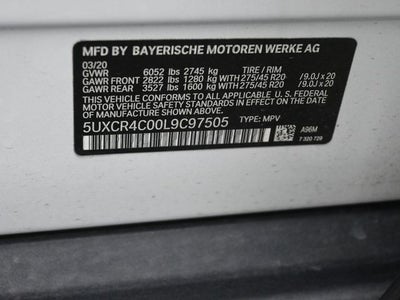 MFD BY BAYERISCHE MOTOREN WERKE AG
03/20 TIRE / RIM
GVWR 6052 lbs 2745 kg
GAWR FRONT 2822 lbs 1280 kg 275/45 R20 /9.0J x 20
GAWR REAR 3527 lbs 1600 kg 275/45 R20 /9.0J x 20
THIS VEHICLE CONFORMS TO ALL APPLICABLE FEDERAL
MOTOR VEHICLE SAFETY STANDARDS IN EFFECT ON THE
DATE OF MANUFACTURE SHOWN ABOVE.
5UXCR4C00L9C97505 TYPE: MPV
A96M
7 320 729